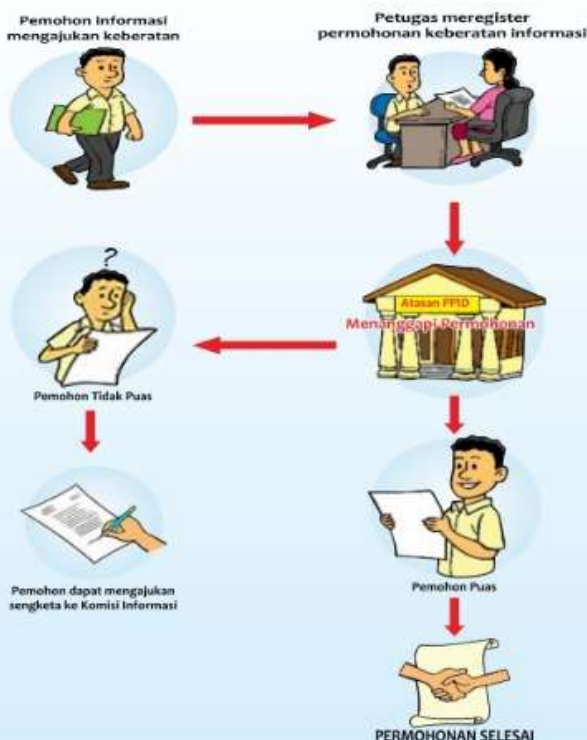 Pemohon Informasi
mengajukan keberatan
Petugas meregister
permohonan keberatan informasi
?
Atasan PPID
Menanggapi Permohonan
Pemohon Tidak Puas
Pemohon dapat mengajukan
sengketa ke Komisi Informasi
Pemohon Puas
PERMOHONAN SELESAI